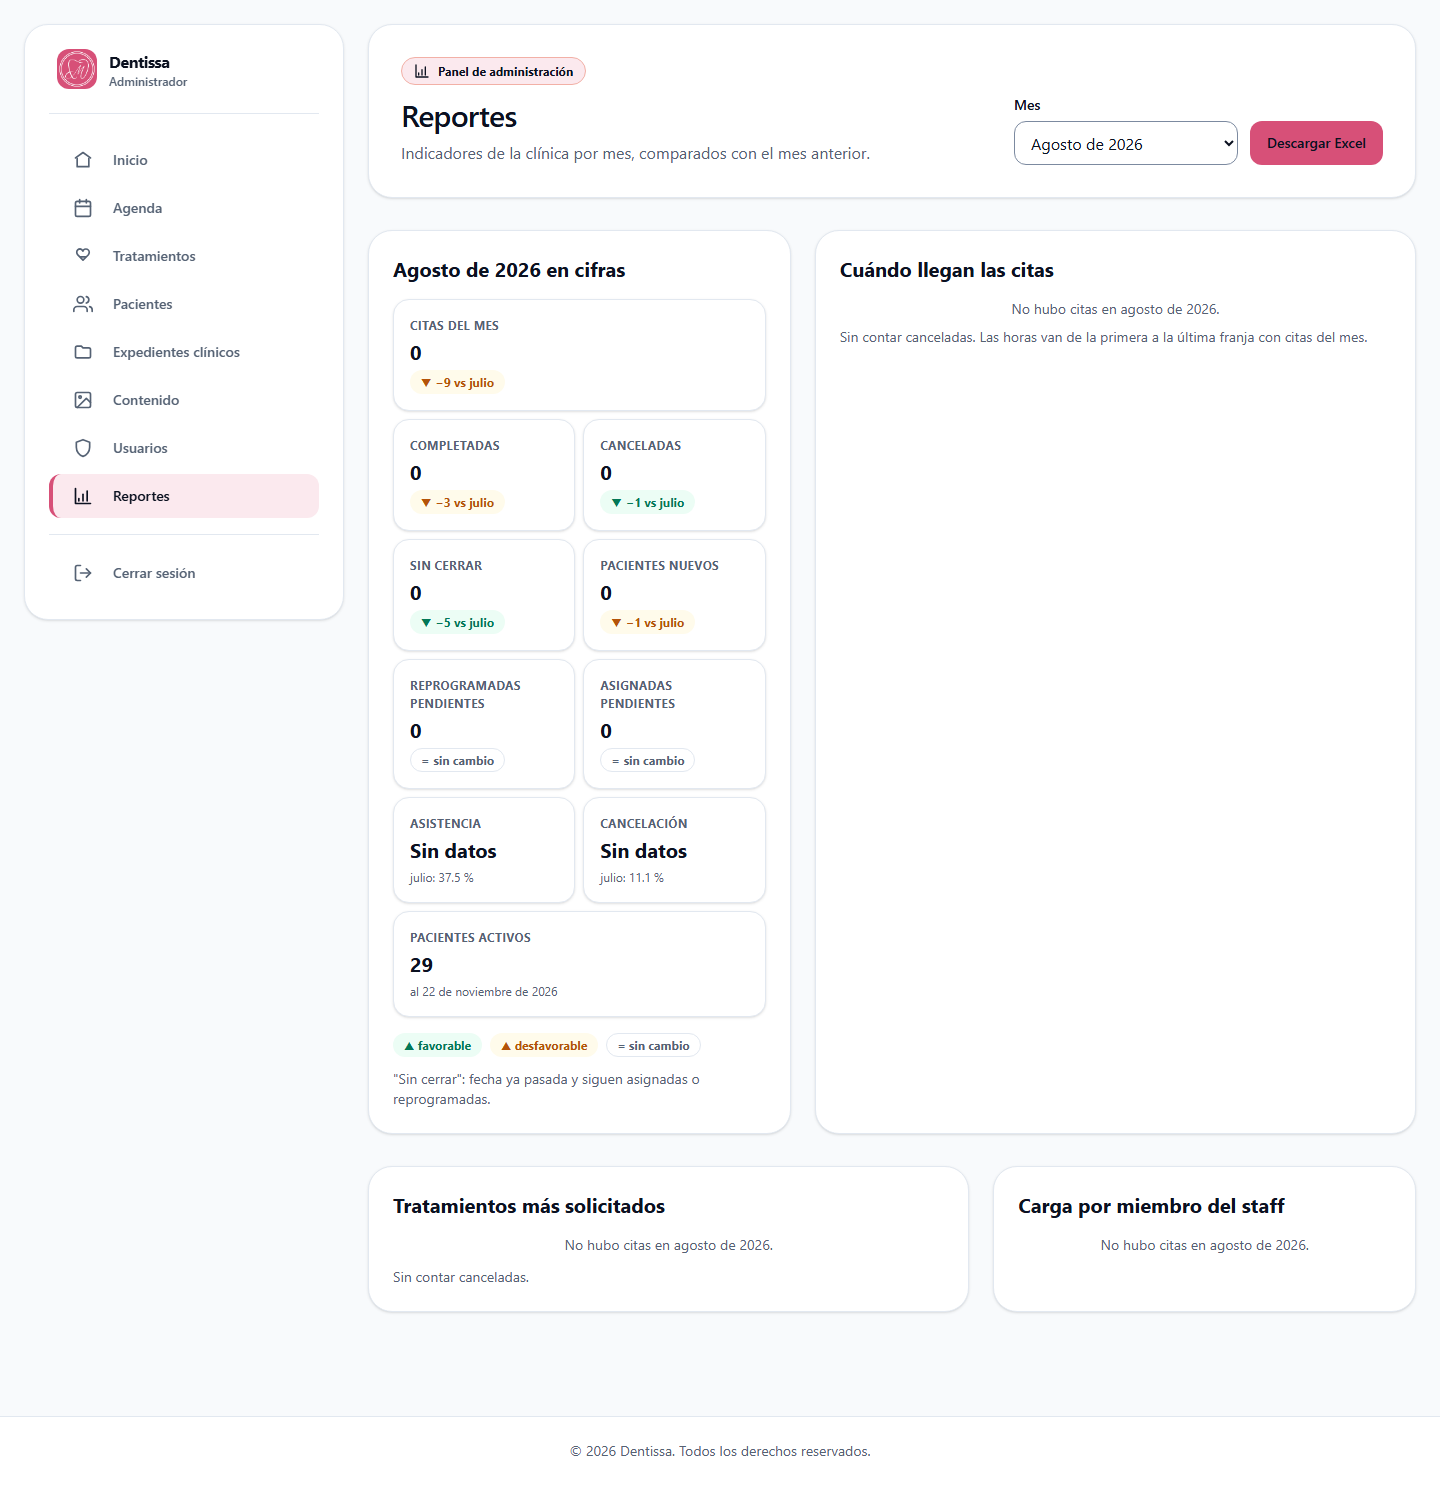 Dentissa
Administrador
Inicio
Agenda
Tratamientos
Pacientes
Expedientes clínicos
Contenido
Usuarios
Reportes
Cerrar sesión
Panel de administración
Reportes
Indicadores de la clínica por mes, comparados con el mes anterior.
Mes
Agosto de 2026
Descargar Excel
Agosto de 2026 en cifras
CITAS DEL MES
0
▼ −9 vs julio
COMPLETADAS
0
▼ −3 vs julio
CANCELADAS
0
▼ −1 vs julio
SIN CERRAR
0
▼ −5 vs julio
PACIENTES NUEVOS
0
▼ −1 vs julio
REPROGRAMADAS
PENDIENTES
0
= sin cambio
ASIGNADAS
PENDIENTES
0
= sin cambio
ASISTENCIA
Sin datos
julio: 37.5 %
CANCELACIÓN
Sin datos
julio: 11.1 %
PACIENTES ACTIVOS
29
al 22 de noviembre de 2026
▲ favorable
▲ desfavorable
= sin cambio
"Sin cerrar": fecha ya pasada y siguen asignadas o
reprogramadas.
Cuándo llegan las citas
No hubo citas en agosto de 2026.
Sin contar canceladas. Las horas van de la primera a la última franja con citas del mes.
Tratamientos más solicitados
No hubo citas en agosto de 2026.
Sin contar canceladas.
Carga por miembro del staff
No hubo citas en agosto de 2026.
© 2026 Dentissa. Todos los derechos reservados.